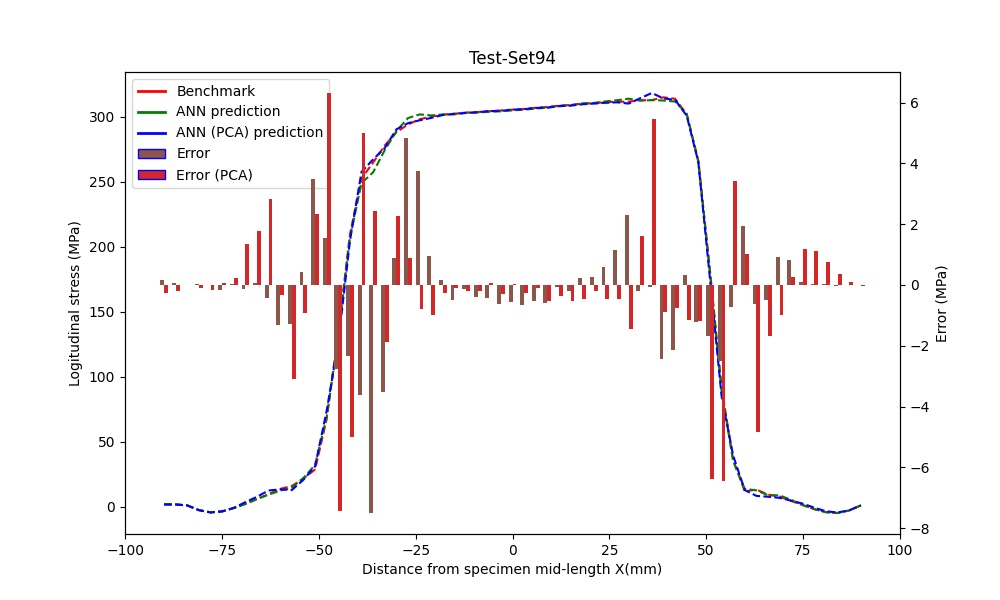 Test-Set94
Benchmark
ANN prediction
ANN (PCA) prediction
Error
Error (PCA)
Logitudinal stress (MPa)
300
250
200
150
100
50
0
6
4
2
0
−2
−4
−6
−8
Error (MPa)
−100 −75 −50 −25 0 25 50 75 100
Distance from specimen mid-length X(mm)